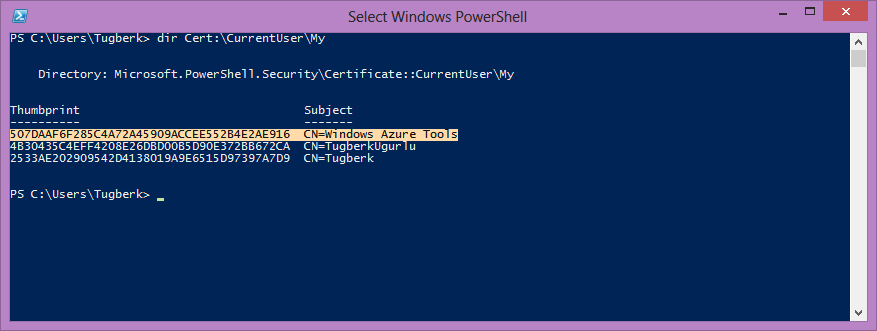 Select Windows PowerShell
PS C:\Users\Tugberk> dir Cert:\CurrentUser\My
Directory: Microsoft.PowerShell.Security\Certificate::CurrentUser\My
Thumbprint Subject
---------- -------
507DAAF6F285C4A72A45909ACCEE552B4E2AE916 CN=Windows Azure Tools
4B30435C4EFF4208E26DBD00B5D90E372BB672CA CN=TugberkUgurlu
2533AE202909542D4138019A9E6515D97397A7D9 CN=Tugberk
PS C:\Users\Tugberk>